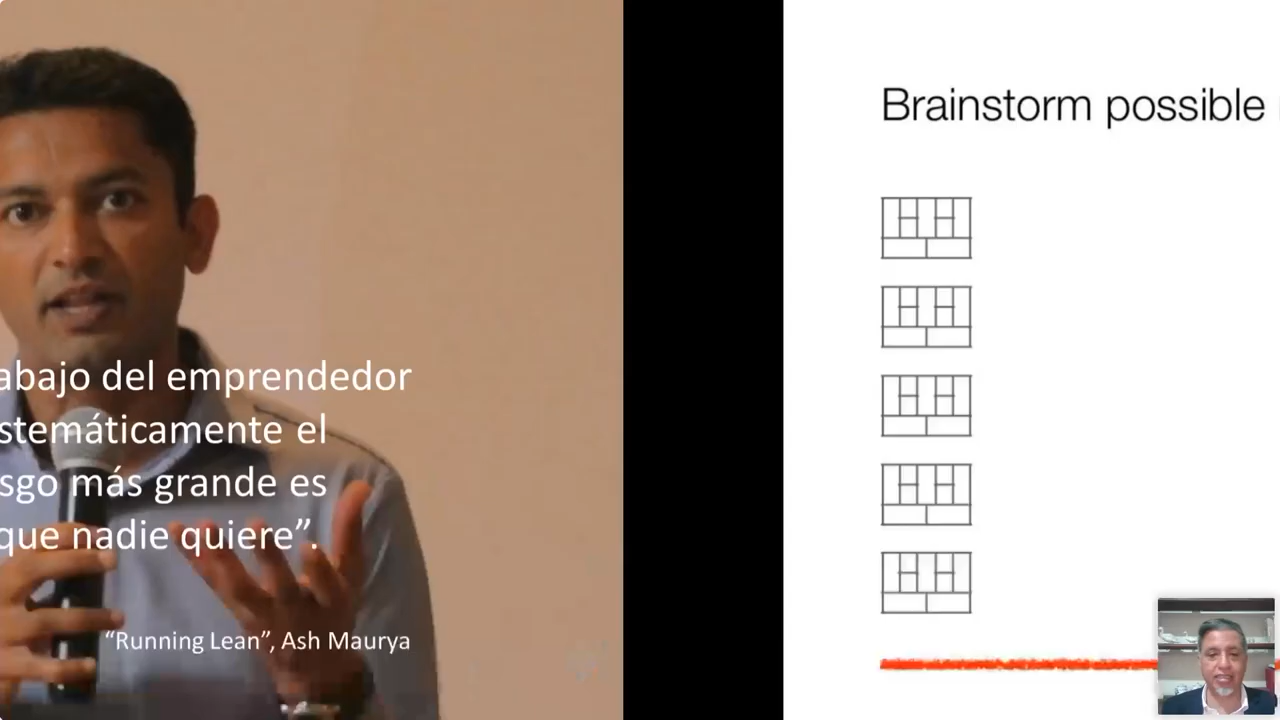 abajo del emprendedor
stemáticamente el
sgo más grande es
que nadie quiere”.
“Running Lean”, Ash Maurya
Brainstorm possible